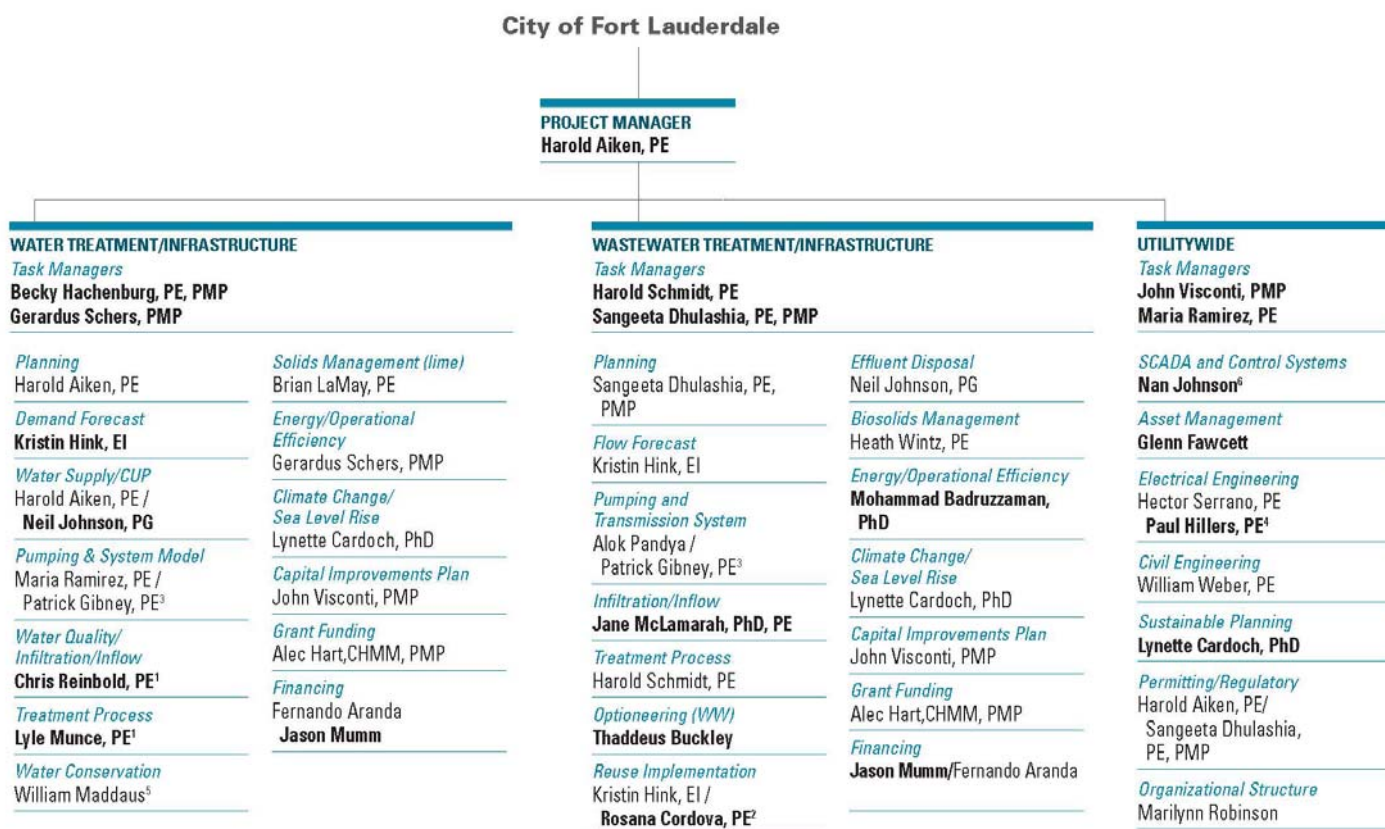 City of Fort Lauderdale
PROJECT MANAGER
Harold Aiken, PE
WATER TREATMENT/INFRASTRUCTURE
Task Managers
Becky Hachenburg, PE, PMP
Gerardus Schers, PMP
Planning
Harold Aiken, PE
Demand Forecast
Kristin Hink, EI
Water Supply/CUP
Harold Aiken, PE /
Neil Johnson, PG
Pumping & System Model
Maria Ramirez, PE /
Patrick Gibney, PE³
Water Quality/
Infiltration/Inflow
Chris Reinbold, PE¹
Treatment Process
Lyle Munce, PE¹
Water Conservation
William Maddaus⁵
Solids Management (lime)
Brian LaMay, PE
Energy/Operational
Efficiency
Gerardus Schers, PMP
Climate Change/
Sea Level Rise
Lynette Cardoch, PhD
Capital Improvements Plan
John Visconti, PMP
Grant Funding
Alec Hart,CHMM, PMP
Financing
Fernando Aranda
Jason Mumm
WASTEWATER TREATMENT/INFRASTRUCTURE
Task Managers
Harold Schmidt, PE
Sangeeta Dhulashia, PE, PMP
Planning
Sangeeta Dhulashia, PE,
PMP
Flow Forecast
Kristin Hink, EI
Pumping and
Transmission System
Alok Pandya /
Patrick Gibney, PE³
Infiltration/Inflow
Jane McLamarah, PhD, PE
Treatment Process
Harold Schmidt, PE
Optioneering (WW)
Thaddeus Buckley
Reuse Implementation
Kristin Hink, EI /
Rosana Cordova, PE²
Effluent Disposal
Neil Johnson, PG
Biosolids Management
Heath Wintz, PE
Energy/Operational Efficiency
Mohammad Badruzzaman,
PhD
Climate Change/
Sea Level Rise
Lynette Cardoch, PhD
Capital Improvements Plan
John Visconti, PMP
Grant Funding
Alec Hart,CHMM, PMP
Financing
Jason Mumm/Fernando Aranda
UTILITYWIDE
Task Managers
John Visconti, PMP
Maria Ramirez, PE
SCADA and Control Systems
Nan Johnson⁶
Asset Management
Glenn Fawcett
Electrical Engineering
Hector Serrano, PE
Paul Hillers, PE⁴
Civil Engineering
William Weber, PE
Sustainable Planning
Lynette Cardoch, PhD
Permitting/Regulatory
Harold Aiken, PE/
Sangeeta Dhulashia,
PE, PMP
Organizational Structure
Marilynn Robinson